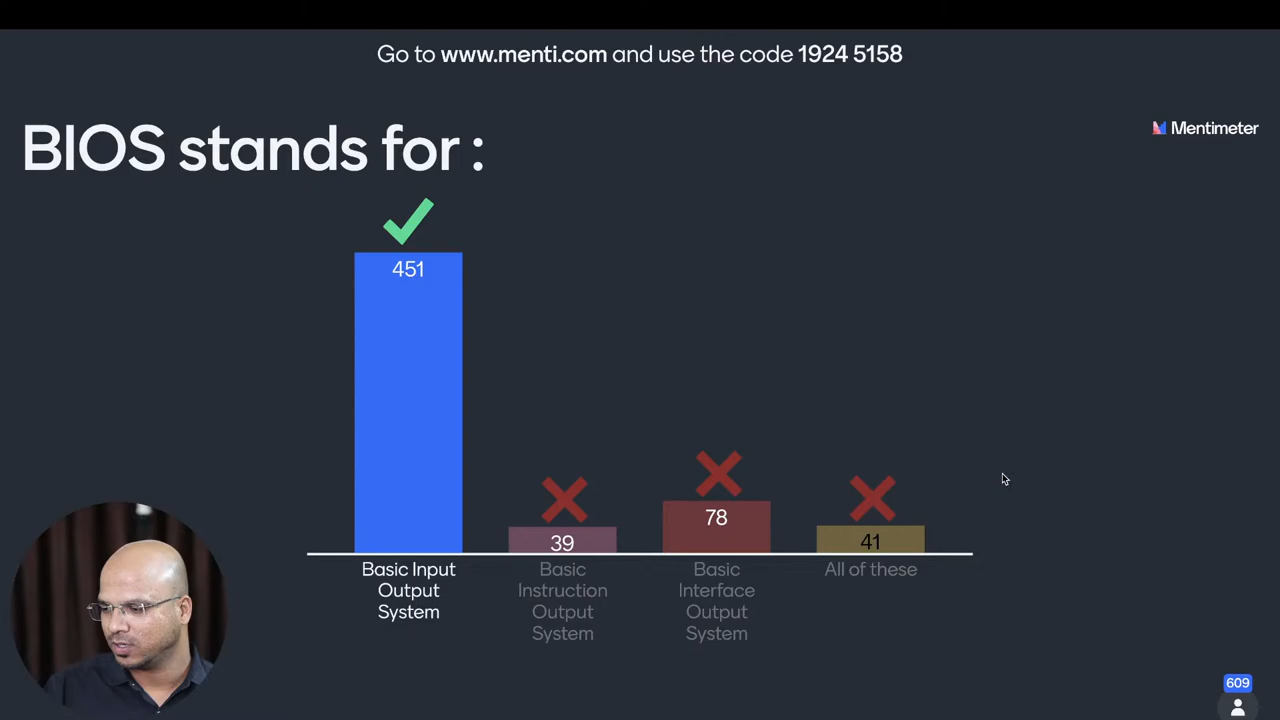 Go to www.menti.com and use the code 1924 5158
Mentimeter
BIOS stands for :
451
39
78
41
Basic Input
Output
System
Basic
Instruction
Output
System
Basic
Interface
Output
System
All of these
609